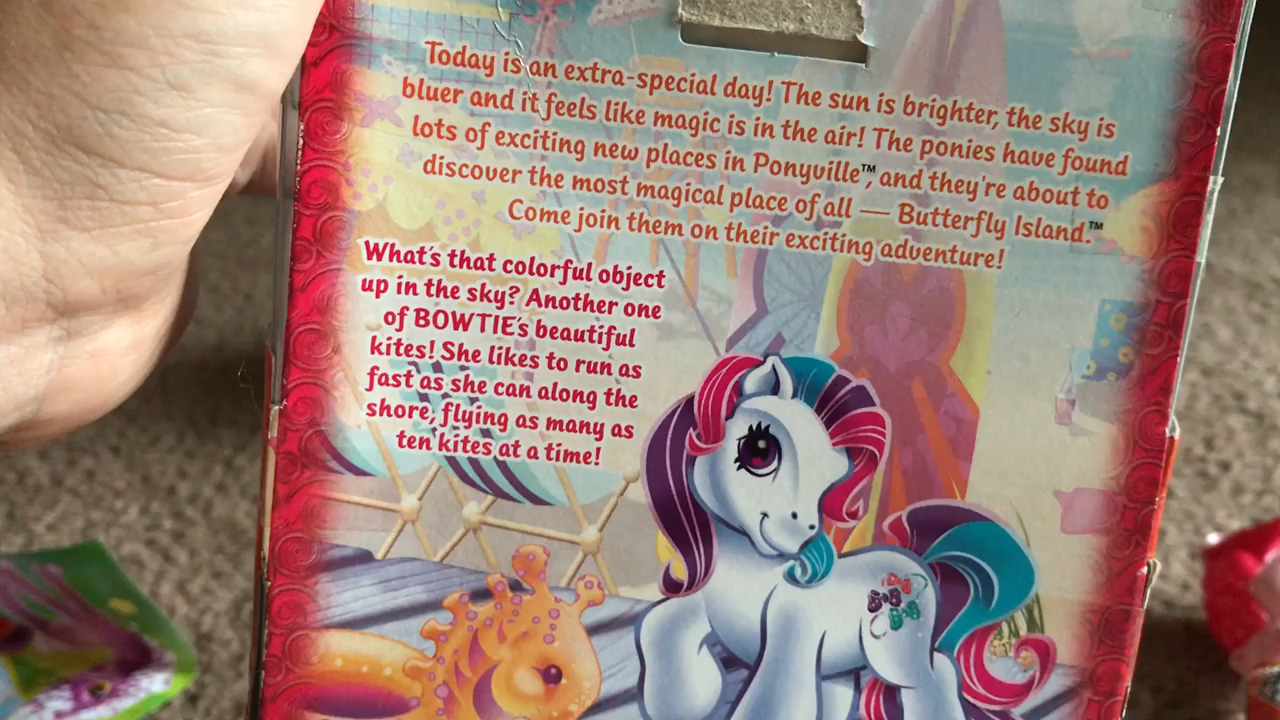 Today is an extra-special day! The sun is brighter, the sky is
bluer and it feels like magic is in the air! The ponies have found
lots of exciting new places in Ponyville™, and they're about to
discover the most magical place of all — Butterfly Island.™
Come join them on their exciting adventure!
What's that colorful object
up in the sky? Another one
of BOWTIE's beautiful
kites! She likes to run as
fast as she can along the
shore, flying as many as
ten kites at a time!